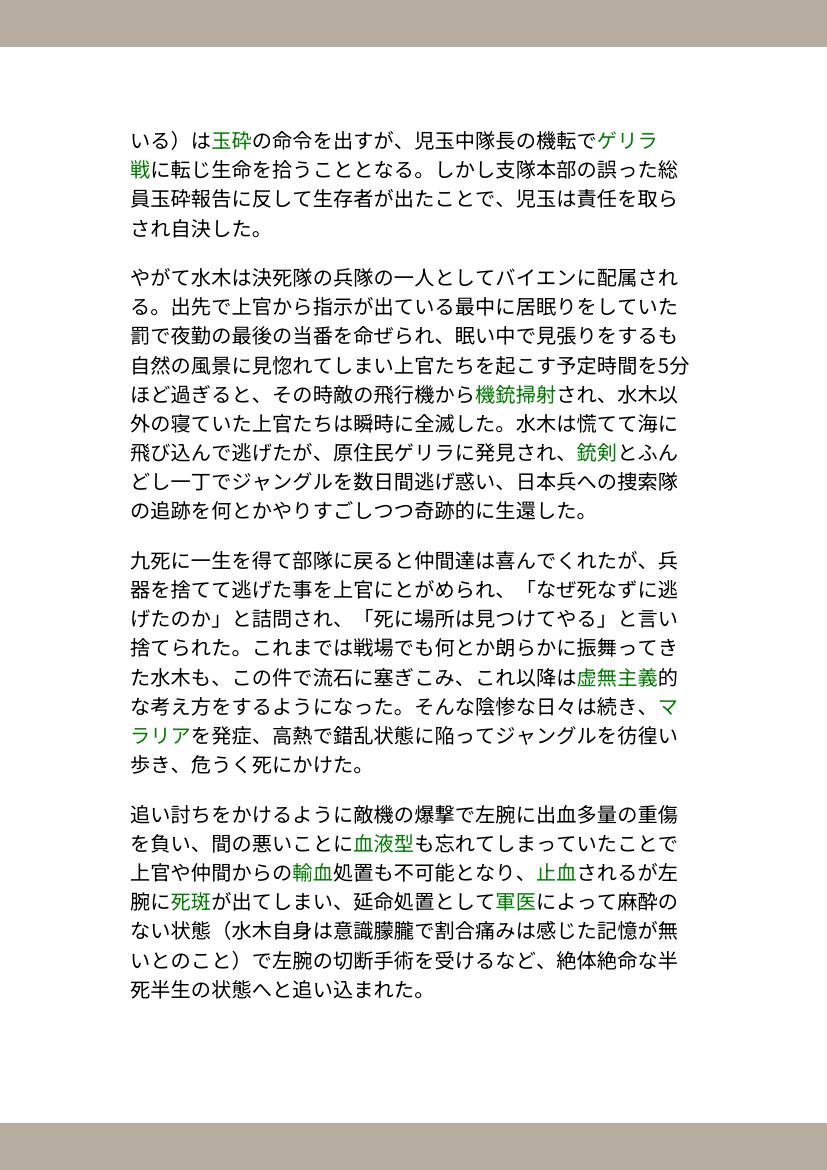 いる）は玉砕の命令を出すが、児玉中隊長の機転でゲリラ
戦に転じ生命を拾うこととなる。しかし支隊本部の誤った総
員玉砕報告に反して生存者が出たことで、児玉は責任を取ら
され自決した。
やがて水木は決死隊の兵隊の一人としてバイエンに配属され
る。出先で上官から指示が出ている最中に居眠りをしていた
罰で夜勤の最後の当番を命ぜられ、眠い中で見張りをするも
自然の風景に見惚れてしまい上官たちを起こす予定時間を5分
ほど過ぎると、その時敵の飛行機から機銃掃射され、水木以
外の寝ていた上官たちは瞬時に全滅した。水木は慌てて海に
飛び込んで逃げたが、原住民ゲリラに発見され、銃剣とふん
どし一丁でジャングルを数日間逃げ惑い、日本兵への捜索隊
の追跡を何とかやりすごしつつ奇跡的に生還した。
九死に一生を得て部隊に戻ると仲間達は喜んでくれたが、兵
器を捨てて逃げた事を上官にとがめられ、「なぜ死なずに逃
げたのか」と詰問され、「死に場所は見つけてやる」と言い
捨てられた。これまでは戦場でも何とか朗らかに振舞ってき
た水木も、この件で流石に塞ぎこみ、これ以降は虚無主義的
な考え方をするようになった。そんな陰惨な日々は続き、マ
ラリアを発症、高熱で錯乱状態に陥ってジャングルを彷徨い
歩き、危うく死にかけた。
追い討ちをかけるように敵機の爆撃で左腕に出血多量の重傷
を負い、間の悪いことに血液型も忘れてしまっていたことで
上官や仲間からの輸血処置も不可能となり、止血されるが左
腕に死斑が出てしまい、延命処置として軍医によって麻酔の
ない状態（水木自身は意識朦朧で割合痛みは感じた記憶が無
いとのこと）で左腕の切断手術を受けるなど、絶体絶命な半
死半生の状態へと追い込まれた。